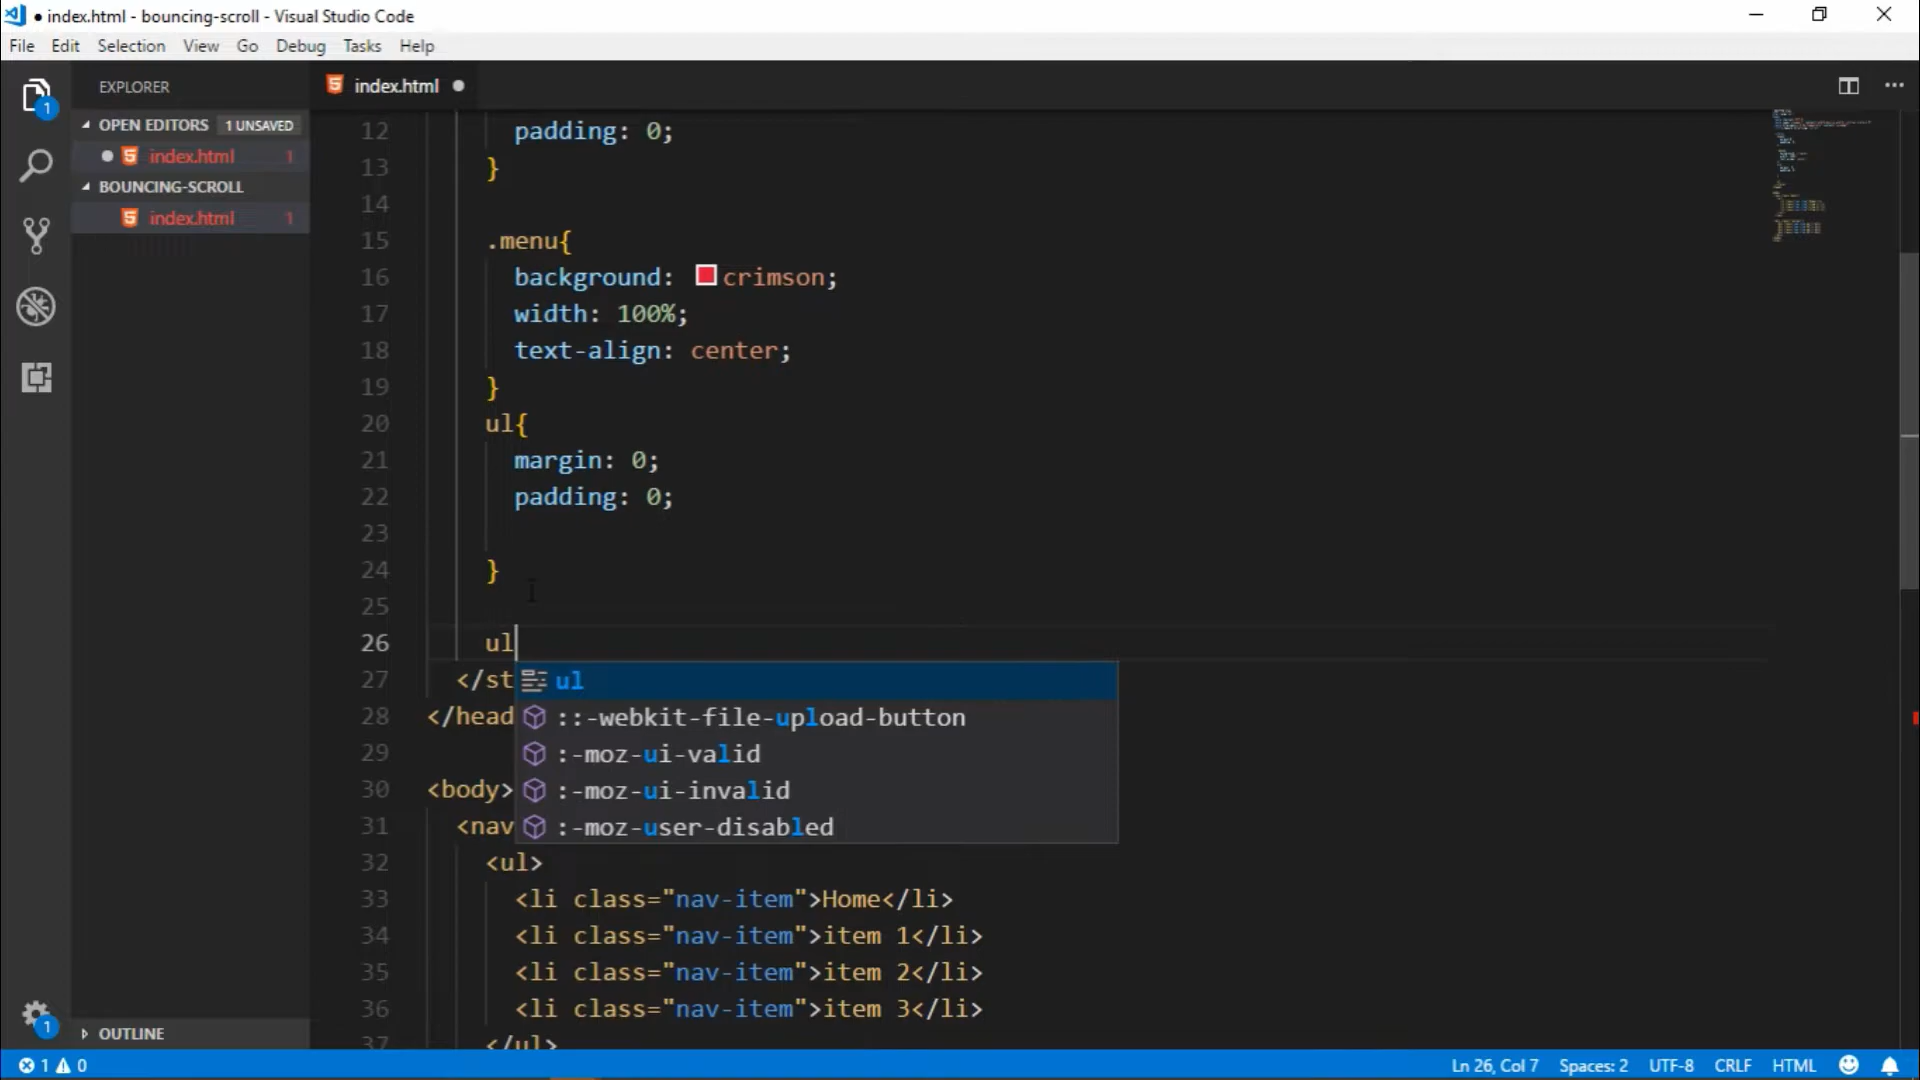 index.html - bouncing-scroll - Visual Studio Code
File Edit Selection View Go Debug Tasks Help
EXPLORER
index.html
OPEN EDITORS 1 UNSAVED
index.html 1
BOUNCING-SCROLL
index.html 1
12 padding: 0;
13 }
14
15 .menu{
16 background: crimson;
17 width: 100%;
18 text-align: center;
19 }
20 ul{
21 margin: 0;
22 padding: 0;
23
24 }
25
26 ul
ul
::-webkit-file-upload-button
:-moz-ui-valid
:-moz-ui-invalid
:-moz-user-disabled
27 </st
28 </head
29
30 <body>
31 <nav
32 <ul>
33 <li class="nav-item">Home</li>
34 <li class="nav-item">item 1</li>
35 <li class="nav-item">item 2</li>
36 <li class="nav-item">item 3</li>
37 </ul>
1
1
OUTLINE
1 0
Ln 26, Col 7 Spaces: 2 UTF-8 CRLF HTML